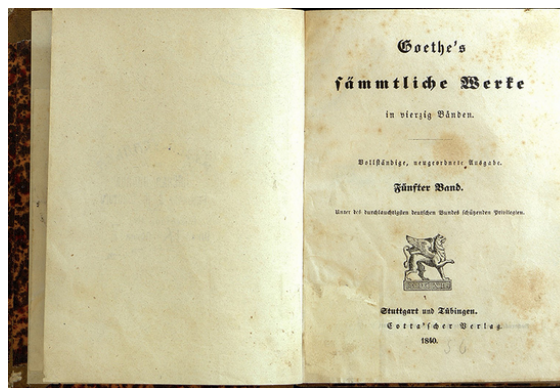 Goethe's
sämmtliche Werke
in vierzig Bänden.
Vollständige, neugeordnete Ausgabe.
Fünfter Band.
Unter des durchlauchtigsten deutschen Bundes schützenden Privilegien.
Stuttgart und Tübingen.
Cotta'scher Verlag
1840.